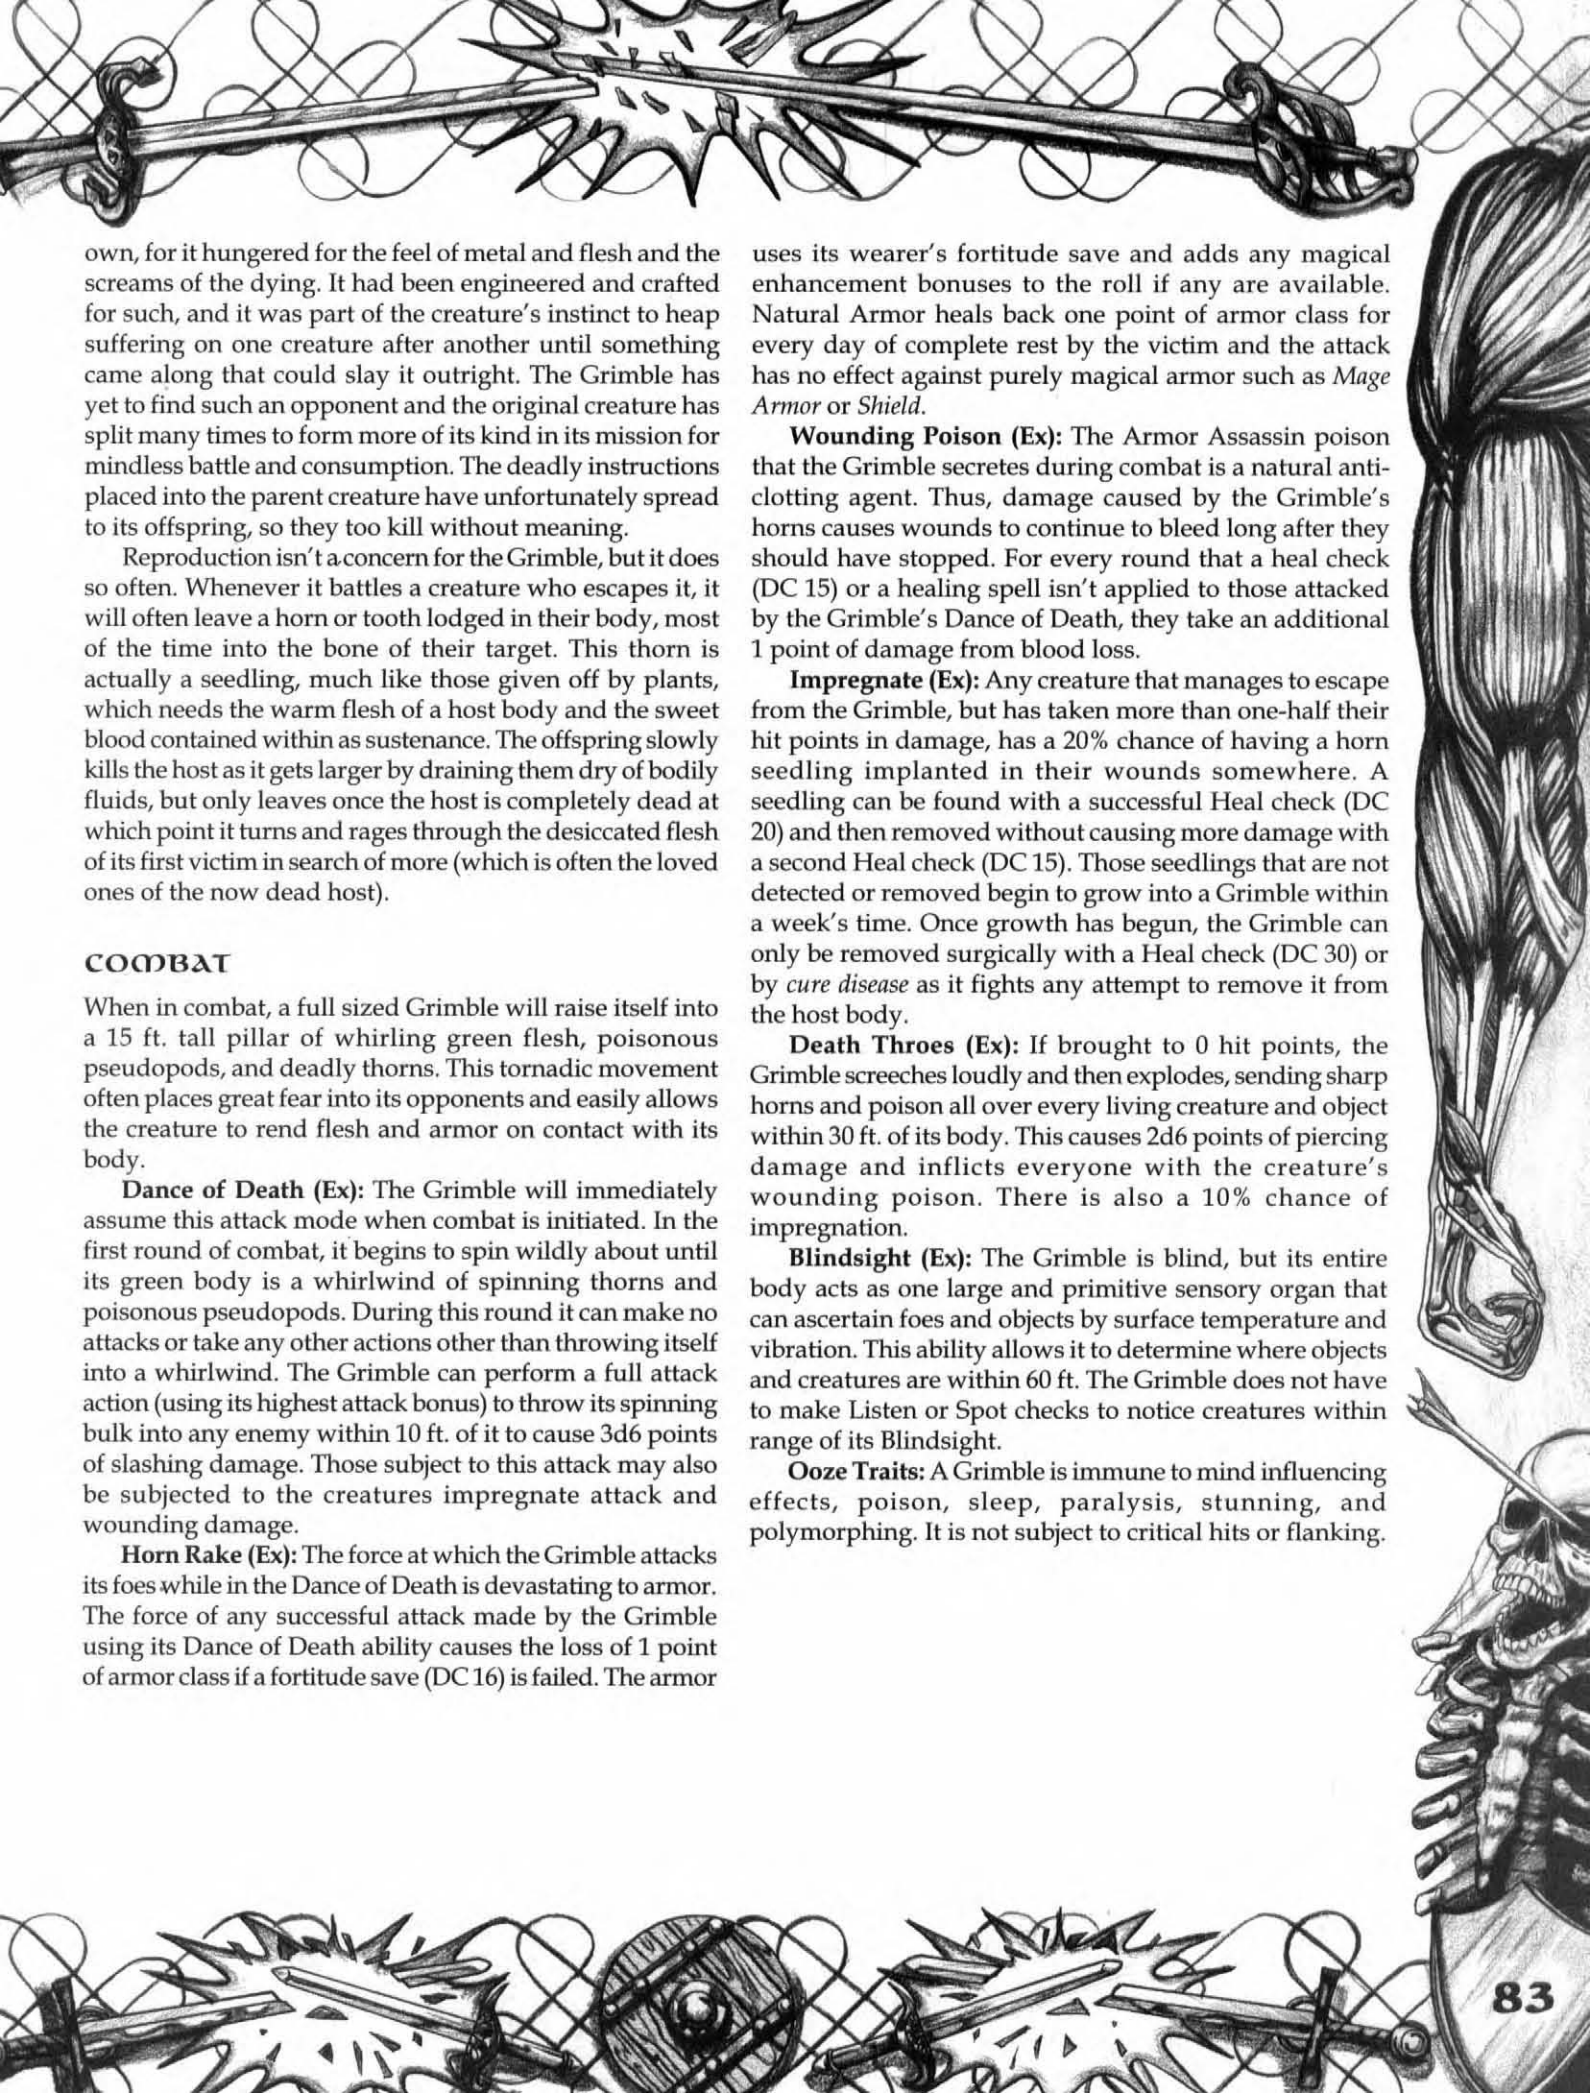 own, for it hungered for the feel of metal and flesh and the
screams of the dying. It had been engineered and crafted
for such, and it was part of the creature's instinct to heap
suffering on one creature after another until something
came along that could slay it outright. The Grimble has
yet to find such an opponent and the original creature has
split many times to form more of its kind in its mission for
mindless battle and consumption. The deadly instructions
placed into the parent creature have unfortunately spread
to its offspring, so they too kill without meaning.
Reproduction isn't a concern for the Grimble, but it does
so often. Whenever it battles a creature who escapes it, it
will often leave a horn or tooth lodged in their body, most
of the time into the bone of their target. This thorn is
actually a seedling, much like those given off by plants,
which needs the warm flesh of a host body and the sweet
blood contained within as sustenance. The offspring slowly
kills the host as it gets larger by draining them dry of bodily
fluids, but only leaves once the host is completely dead at
which point it turns and rages through the desiccated flesh
of its first victim in search of more (which is often the loved
ones of the now dead host).
COMBAT
When in combat, a full sized Grimble will raise itself into
a 15 ft. tall pillar of whirling green flesh, poisonous
pseudopods, and deadly thorns. This tornadic movement
often places great fear into its opponents and easily allows
the creature to rend flesh and armor on contact with its
body.
Dance of Death (Ex): The Grimble will immediately
assume this attack mode when combat is initiated. In the
first round of combat, it begins to spin wildly about until
its green body is a whirlwind of spinning thorns and
poisonous pseudopods. During this round it can make no
attacks or take any other actions other than throwing itself
into a whirlwind. The Grimble can perform a full attack
action (using its highest attack bonus) to throw its spinning
bulk into any enemy within 10 ft. of it to cause 3d6 points
of slashing damage. Those subject to this attack may also
be subjected to the creatures impregnate attack and
wounding damage.
Horn Rake (Ex): The force at which the Grimble attacks
its foes while in the Dance of Death is devastating to armor.
The force of any successful attack made by the Grimble
using its Dance of Death ability causes the loss of 1 point
of armor class if a fortitude save (DC 16) is failed. The armor
uses its wearer's fortitude save and adds any magical
enhancement bonuses to the roll if any are available.
Natural Armor heals back one point of armor class for
every day of complete rest by the victim and the attack
has no effect against purely magical armor such as Mage
Armor or Shield.
Wounding Poison (Ex): The Armor Assassin poison
that the Grimble secretes during combat is a natural anti-
clotting agent. Thus, damage caused by the Grimble's
horns causes wounds to continue to bleed long after they
should have stopped. For every round that a heal check
(DC 15) or a healing spell isn't applied to those attacked
by the Grimble's Dance of Death, they take an additional
1 point of damage from blood loss.
Impregnate (Ex): Any creature that manages to escape
from the Grimble, but has taken more than one-half their
hit points in damage, has a 20% chance of having a horn
seedling implanted in their wounds somewhere. A
seedling can be found with a successful Heal check (DC
20) and then removed without causing more damage with
a second Heal check (DC 15). Those seedlings that are not
detected or removed begin to grow into a Grimble within
a week's time. Once growth has begun, the Grimble can
only be removed surgically with a Heal check (DC 30) or
by cure disease as it fights any attempt to remove it from
the host body.
Death Throes (Ex): If brought to 0 hit points, the
Grimble screeches loudly and then explodes, sending sharp
horns and poison all over every living creature and object
within 30 ft. of its body. This causes 2d6 points of piercing
damage and inflicts everyone with the creature's
wounding poison. There is also a 10% chance of
impregnation.
Blindsight (Ex): The Grimble is blind, but its entire
body acts as one large and primitive sensory organ that
can ascertain foes and objects by surface temperature and
vibration. This ability allows it to determine where objects
and creatures are within 60 ft. The Grimble does not have
to make Listen or Spot checks to notice creatures within
range of its Blindsight.
Ooze Traits: A Grimble is immune to mind influencing
effects, poison, sleep, paralysis, stunning, and
polymorphing. It is not subject to critical hits or flanking.
83